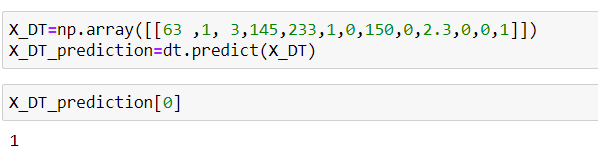 X_DT=np.array([[63 ,1, 3,145,233,1,0,150,0,2.3,0,0,1]])
X_DT_prediction=dt.predict(X_DT)
X_DT_prediction[0]
1